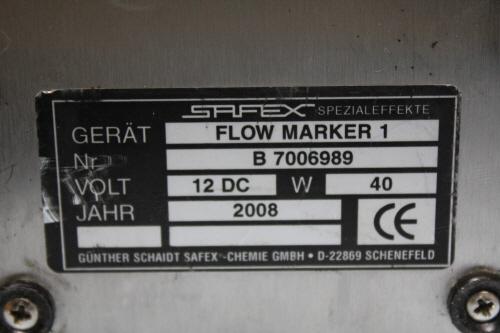 SAFEX SPEZIALEFFEKTE
GERÄT FLOW MARKER 1
Nr. B 7006989
VOLT 12 DC W 40
JAHR 2008
CE
GÜNTHER SCHAIDT SAFEX®-CHEMIE GMBH • D-22869 SCHENEFELD